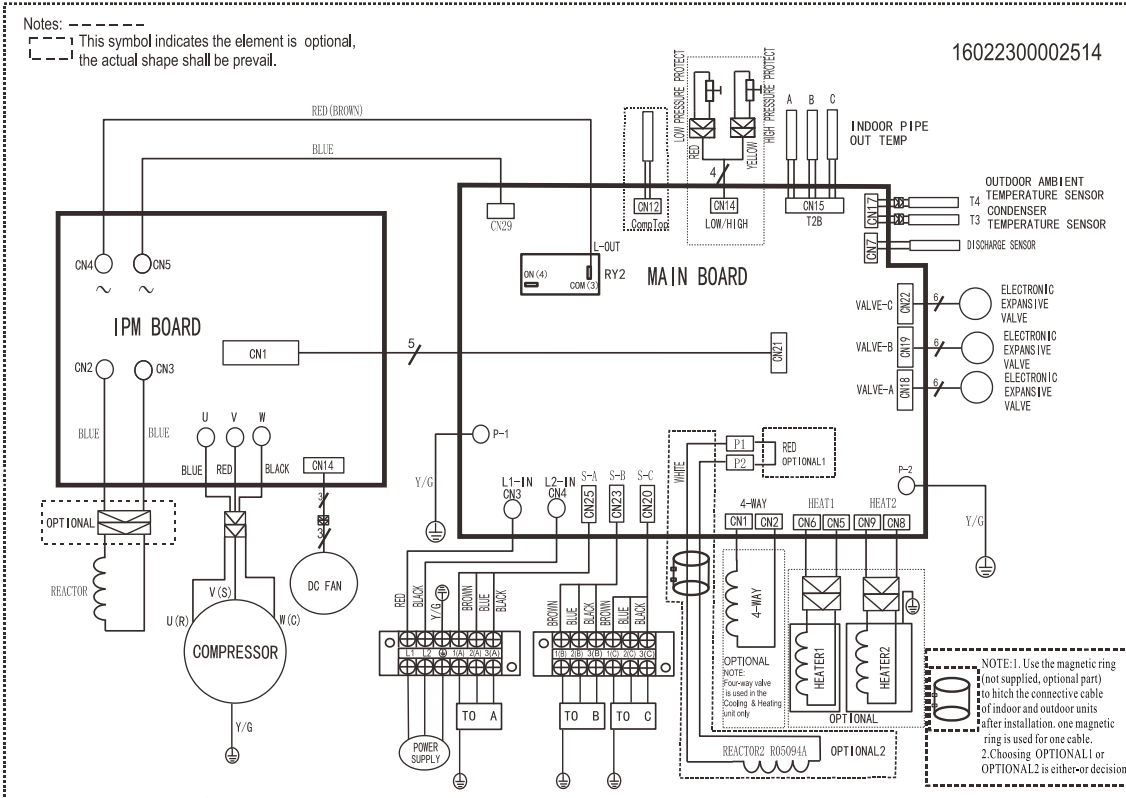 Notes:
This symbol indicates the element is optional,
the actual shape shall be prevail.
16022300002514
RED(BROWN)
BLUE
LOW PRESSURE PROTECT
HIGH PRESSURE PROTECT
RED
YELLOW
4
A B C
INDOOR PIPE
OUT TEMP
CN12
CompTop
CN14
LOW/HIGH
CN15
T2B
CN17
T4
OUTDOOR AMBIENT
TEMPERATURE SENSOR
T3
CONDENSER
TEMPERATURE SENSOR
CN7
DISCHARGE SENSOR
CN29
L-OUT
ON(4)
COM(3)
RY2
MAIN BOARD
CN4
CN5
IPM BOARD
CN1
5
CN21
VALVE-C
CN22
6
ELECTRONIC
EXPANSIVE
VALVE
VALVE-B
CN19
6
ELECTRONIC
EXPANSIVE
VALVE
VALVE-A
CN18
6
ELECTRONIC
EXPANSIVE
VALVE
CN2
CN3
BLUE
BLUE
U V W
BLUE
RED
BLACK
CN14
3
3
DC FAN
OPTIONAL
REACTOR
V(S)
U(R)
W(C)
COMPRESSOR
Y/G
P-1
Y/G
L1-IN
CN3
L2-IN
CN4
S-A
CN25
S-B
CN23
S-C
CN20
WHITE
P1
P2
RED
OPTIONAL1
4-WAY
CN1
CN2
HEAT1
CN6
CN5
HEAT2
CN9
CN8
P-2
Y/G
RED
BLACK
Y/G
BROWN
BLUE
BLACK
BROWN
BLUE
BLACK
BROWN
BLUE
BLACK
L1 L2 1(A) 2(A) 3(A)
1(B) 2(B) 3(B) 1(C) 2(C) 3(C)
POWER
SUPPLY
TO A
TO B
TO C
4-WAY
OPTIONAL
NOTE:
Four-way valve
is used in the
Cooling & Heating
unit only
HEATER1
HEATER2
OPTIONAL
REACTOR2 R05094A
OPTIONAL2
NOTE:1. Use the magnetic ring
(not supplied, optional part)
to hitch the connective cable
of indoor and outdoor units
after installation. one magnetic
ring is used for one cable.
2.Choosing OPTIONAL1 or
OPTIONAL2 is either-or decision